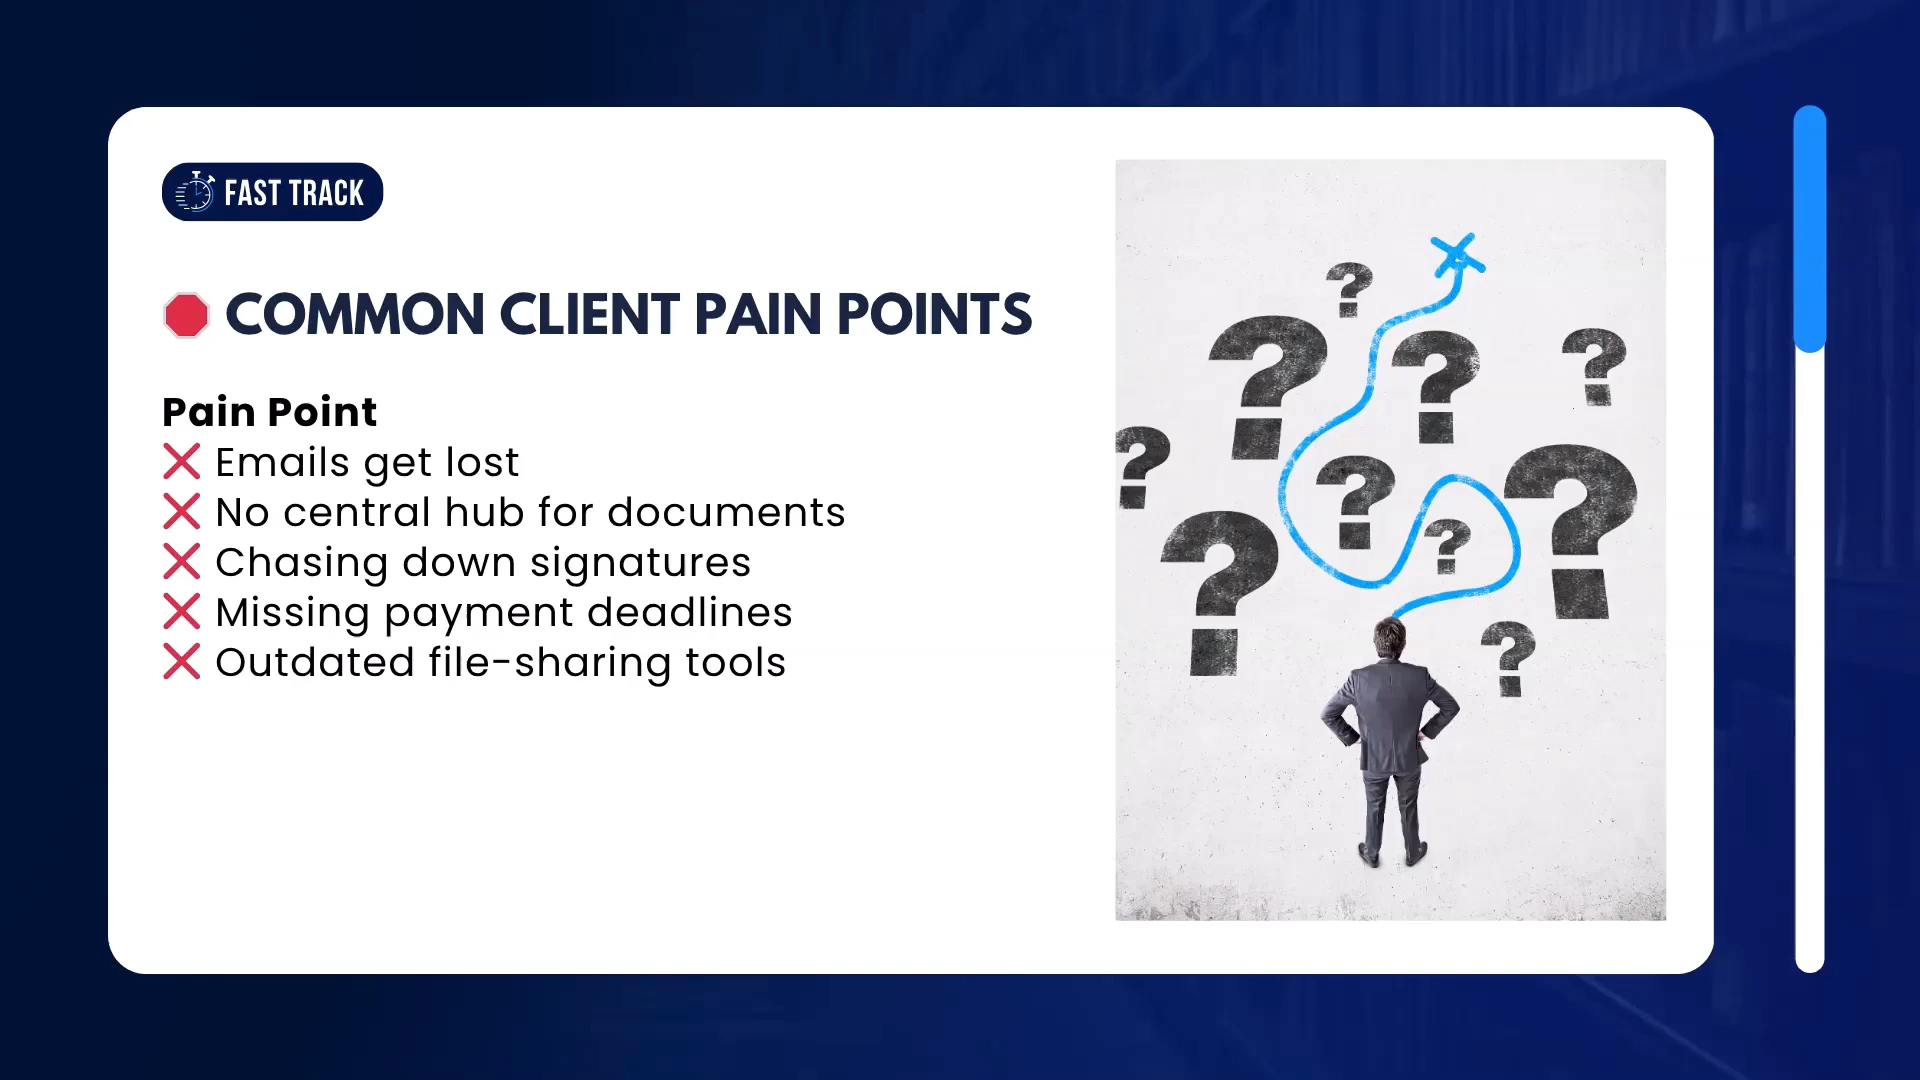 FAST TRACK
COMMON CLIENT PAIN POINTS
Pain Point
❌ Emails get lost
❌ No central hub for documents
❌ Chasing down signatures
❌ Missing payment deadlines
❌ Outdated file-sharing tools
? ? ? ? ? ? ? ? ? ?